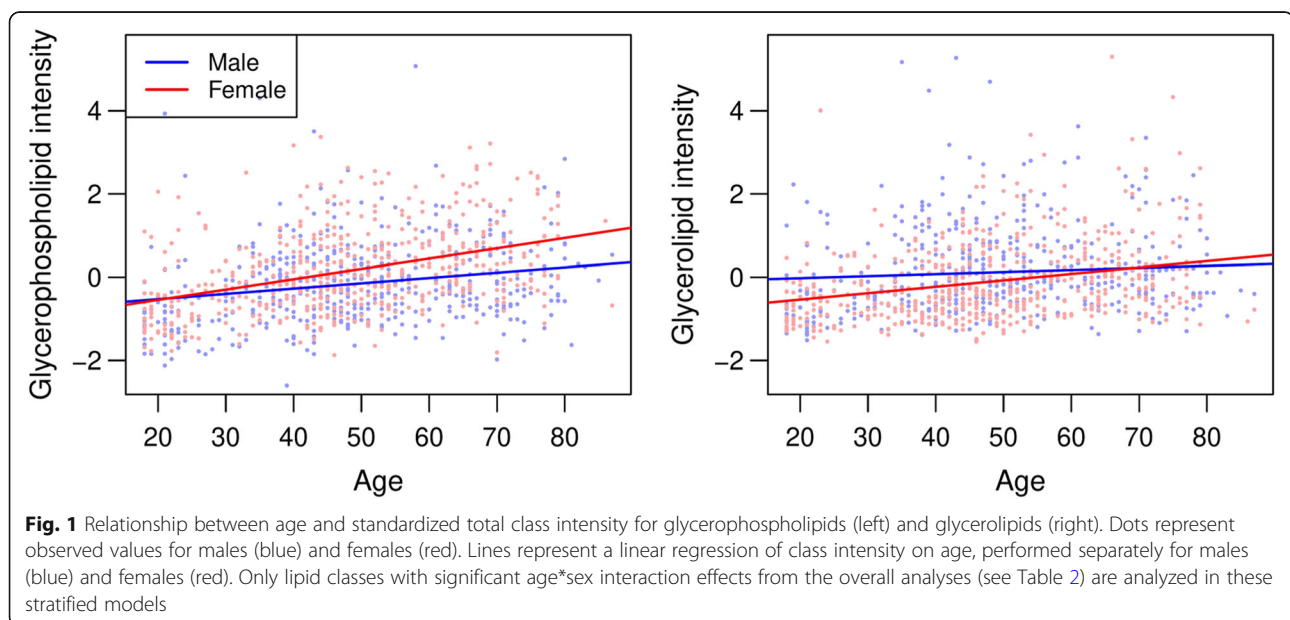 Glycerophospholipid intensity
Male
Female
4
2
0
−2
20 30 40 50 60 70 80
Age
Glycerolipid intensity
4
2
0
−2
20 30 40 50 60 70 80
Age
Fig. 1 Relationship between age and standardized total class intensity for glycerophospholipids (left) and glycerolipids (right). Dots represent
observed values for males (blue) and females (red). Lines represent a linear regression of class intensity on age, performed separately for males
(blue) and females (red). Only lipid classes with significant age*sex interaction effects from the overall analyses (see Table 2) are analyzed in these
stratified models